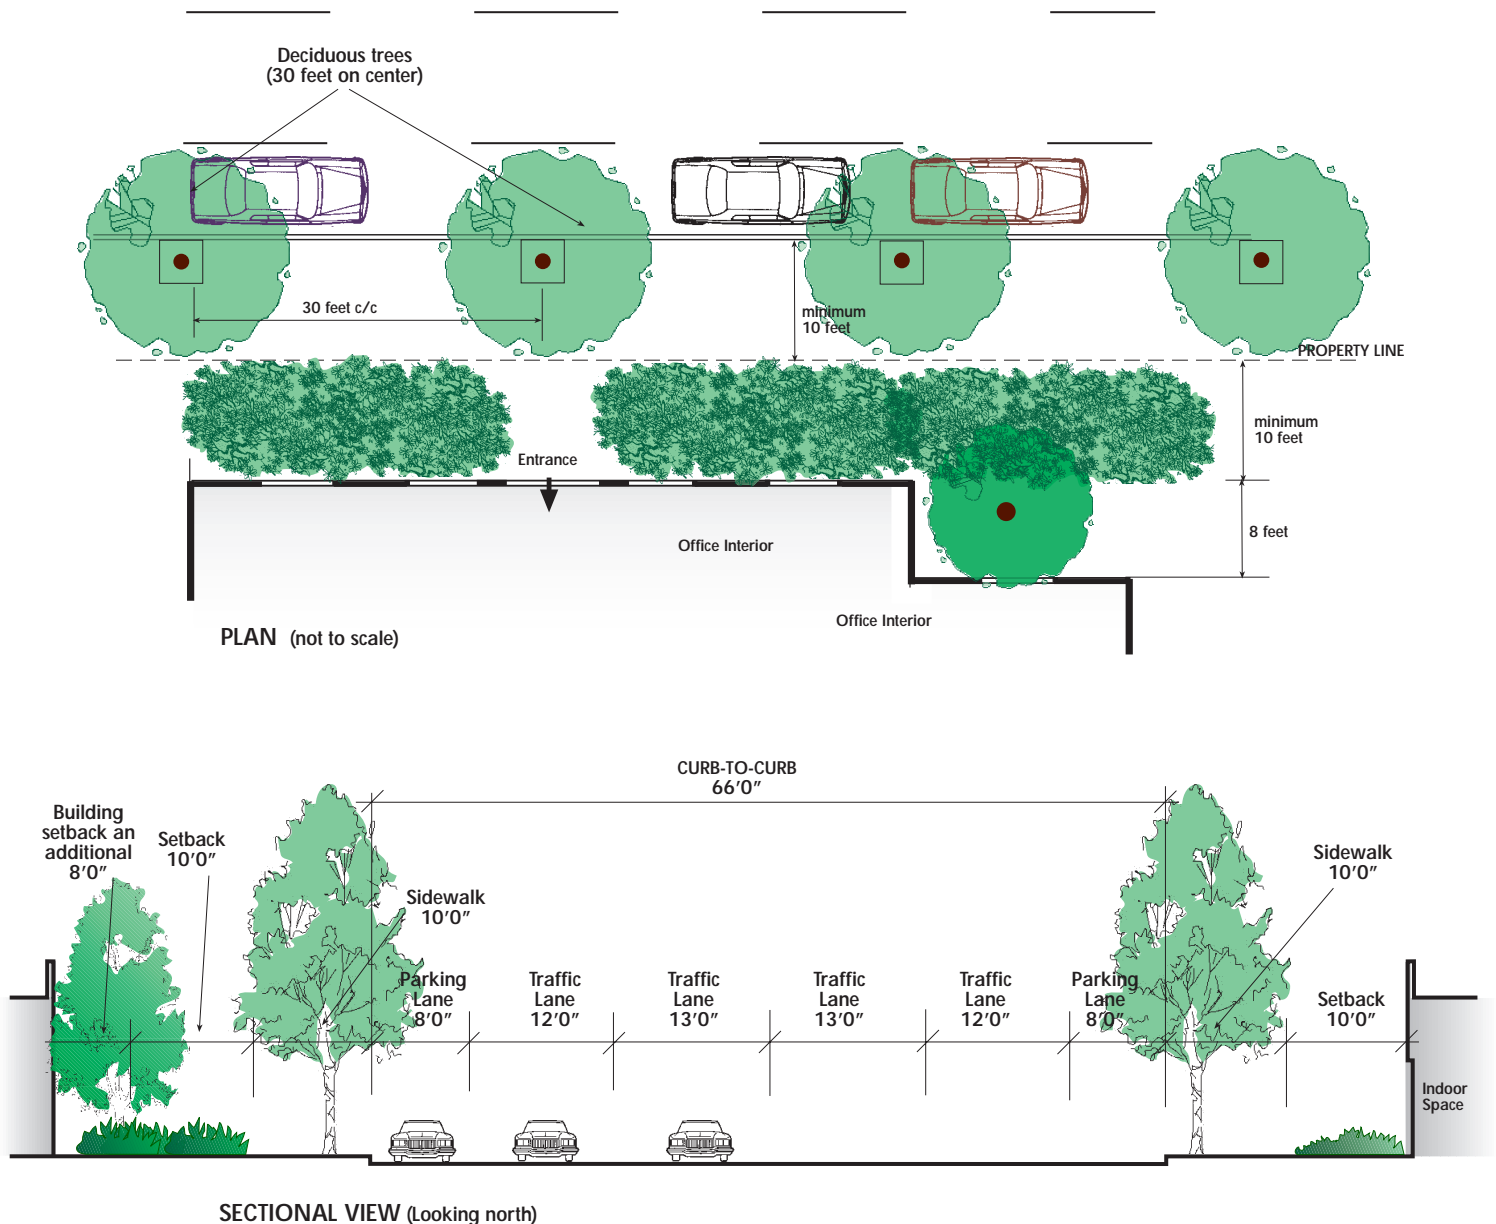 Deciduous trees
(30 feet on center)
30 feet c/c
minimum
10 feet
PROPERTY LINE
minimum
10 feet
Entrance
8 feet
Office Interior
Office Interior
PLAN (not to scale)
CURB-TO-CURB
66’0”
Building
setback an
additional
8’0”
Setback
10’0”
Sidewalk
10’0”
Sidewalk
10’0”
Parking
Lane
8’0”
Traffic
Lane
12’0”
Traffic
Lane
13’0”
Traffic
Lane
13’0”
Traffic
Lane
12’0”
Parking
Lane
8’0”
Setback
10’0”
Indoor
Space
SECTIONAL VIEW (Looking north)